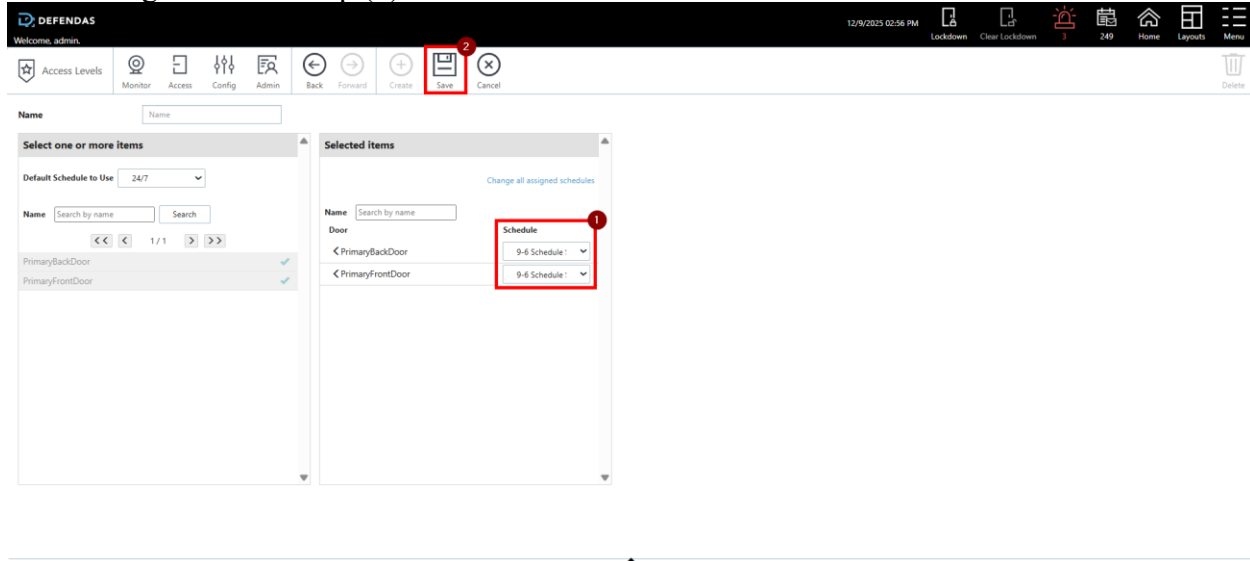 DEFENDAS
12/9/2025 02:56 PM
Lockdown Clear Lockdown 3 249 Home Layouts Menu
Welcome, admin.
2
Access Levels Monitor Access Config Admin Back Forward Create Save Cancel Delete
Name Name
Select one or more items
Default Schedule to Use 24/7
Name Search by name Search
<< < 1 / 1 > >>
PrimaryBackDoor
PrimaryFrontDoor
Selected items
Change all assigned schedules
Name Search by name
1
Door Schedule
PrimaryBackDoor 9-6 Schedule
PrimaryFrontDoor 9-6 Schedule